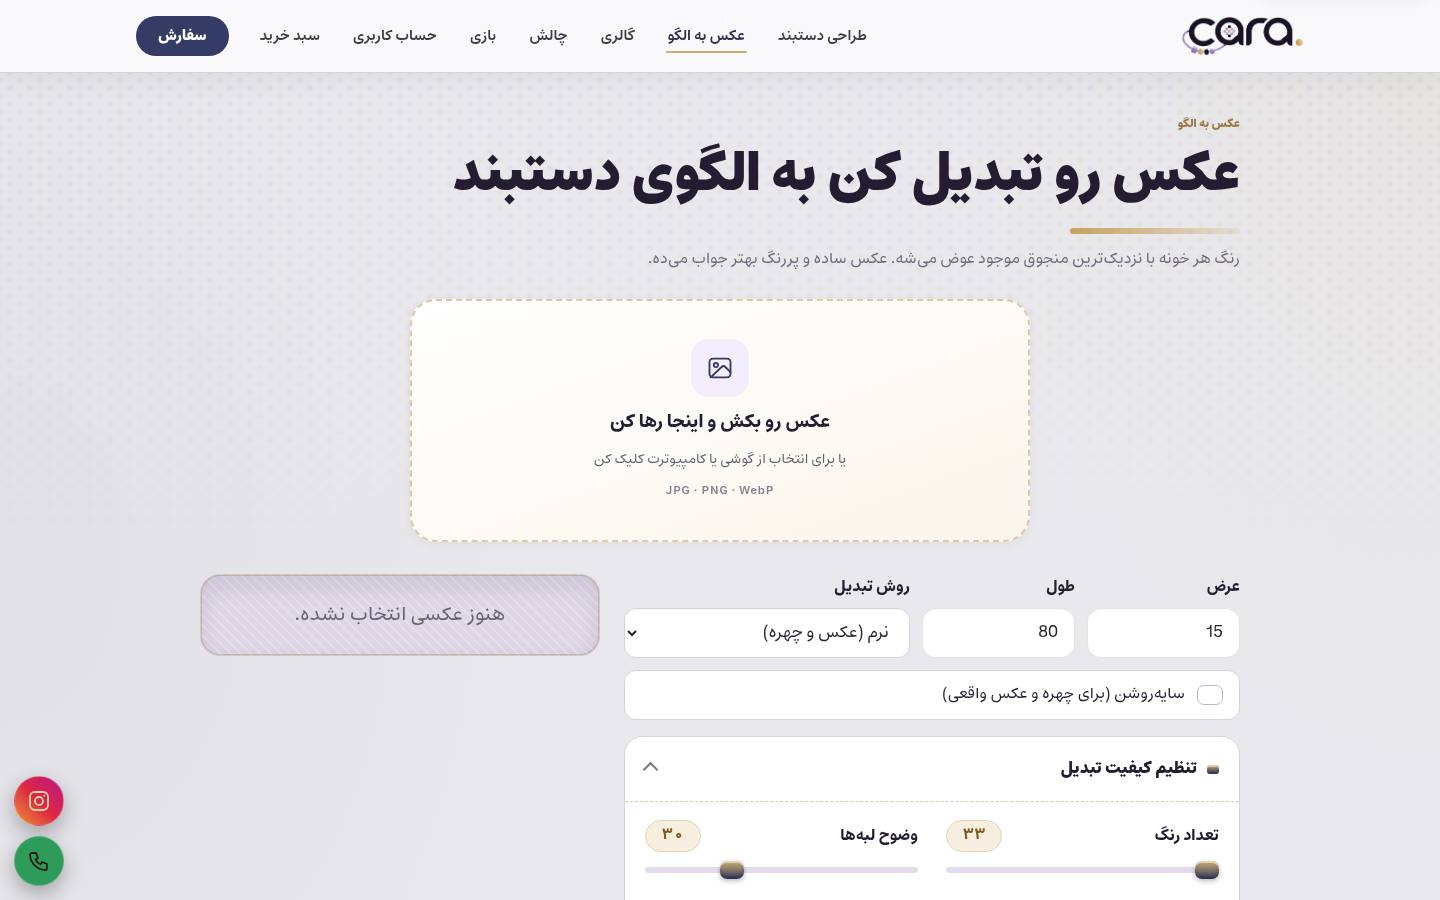 cara.
طراحی دستبند
عکس به الگو
گالری
چالش
بازی
حساب کاربری
سبد خرید
سفارش
عکس به الگو
عکس رو تبدیل کن به الگوی دستبند
رنگ هر خونه با نزدیک‌ترین منجوق موجود عوض می‌شه. عکس ساده و پررنگ بهتر جواب می‌ده.
عکس رو بکش و اینجا رها کن
یا برای انتخاب از گوشی یا کامپیوترت کلیک کن
JPG · PNG · WebP
عرض
طول
روش تبدیل
15
80
نرم (عکس و چهره)
سایه‌روشن (برای چهره و عکس واقعی)
تنظیم کیفیت تبدیل
تعداد رنگ
۳۳
وضوح لبه‌ها
۳۰
هنوز عکسی انتخاب نشده.